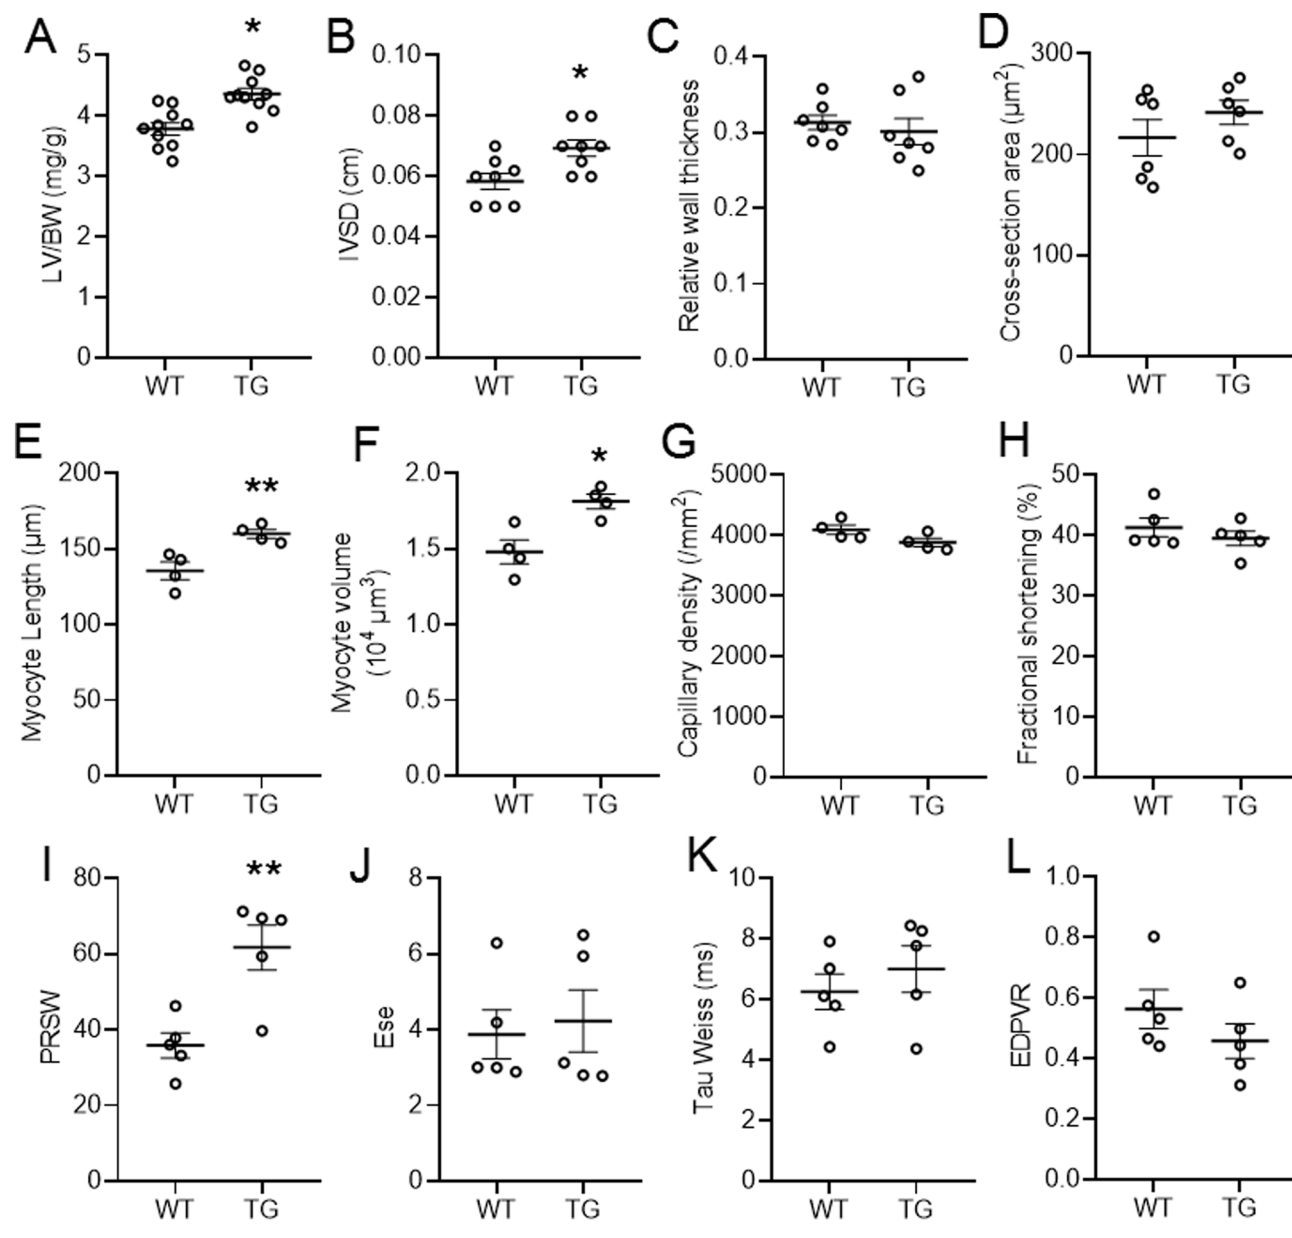 A
LV/BW (mg/g)
5
4
3
2
1
0
*
WT TG
B
IVSD (cm)
0.10
0.08
0.06
0.04
0.02
0.00
*
WT TG
C
Relative wall thickness
0.4
0.3
0.2
0.1
0.0
WT TG
D
Cross-section area (µm²)
300
200
100
0
WT TG
E
Myocyte Length (µm)
200
150
100
50
0
**
WT TG
F
Myocyte volume
(10⁴ µm³)
2.0
1.5
1.0
0.5
0.0
*
WT TG
G
Capillary density (/mm²)
5000
4000
3000
2000
1000
0
WT TG
H
Fractional shortening (%)
50
40
30
20
10
0
WT TG
I
PRSW
80
60
40
20
0
**
WT TG
J
Ese
8
6
4
2
0
WT TG
K
Tau Weiss (ms)
10
8
6
4
2
0
WT TG
L
EDPVR
1.0
0.8
0.6
0.4
0.2
0.0
WT TG